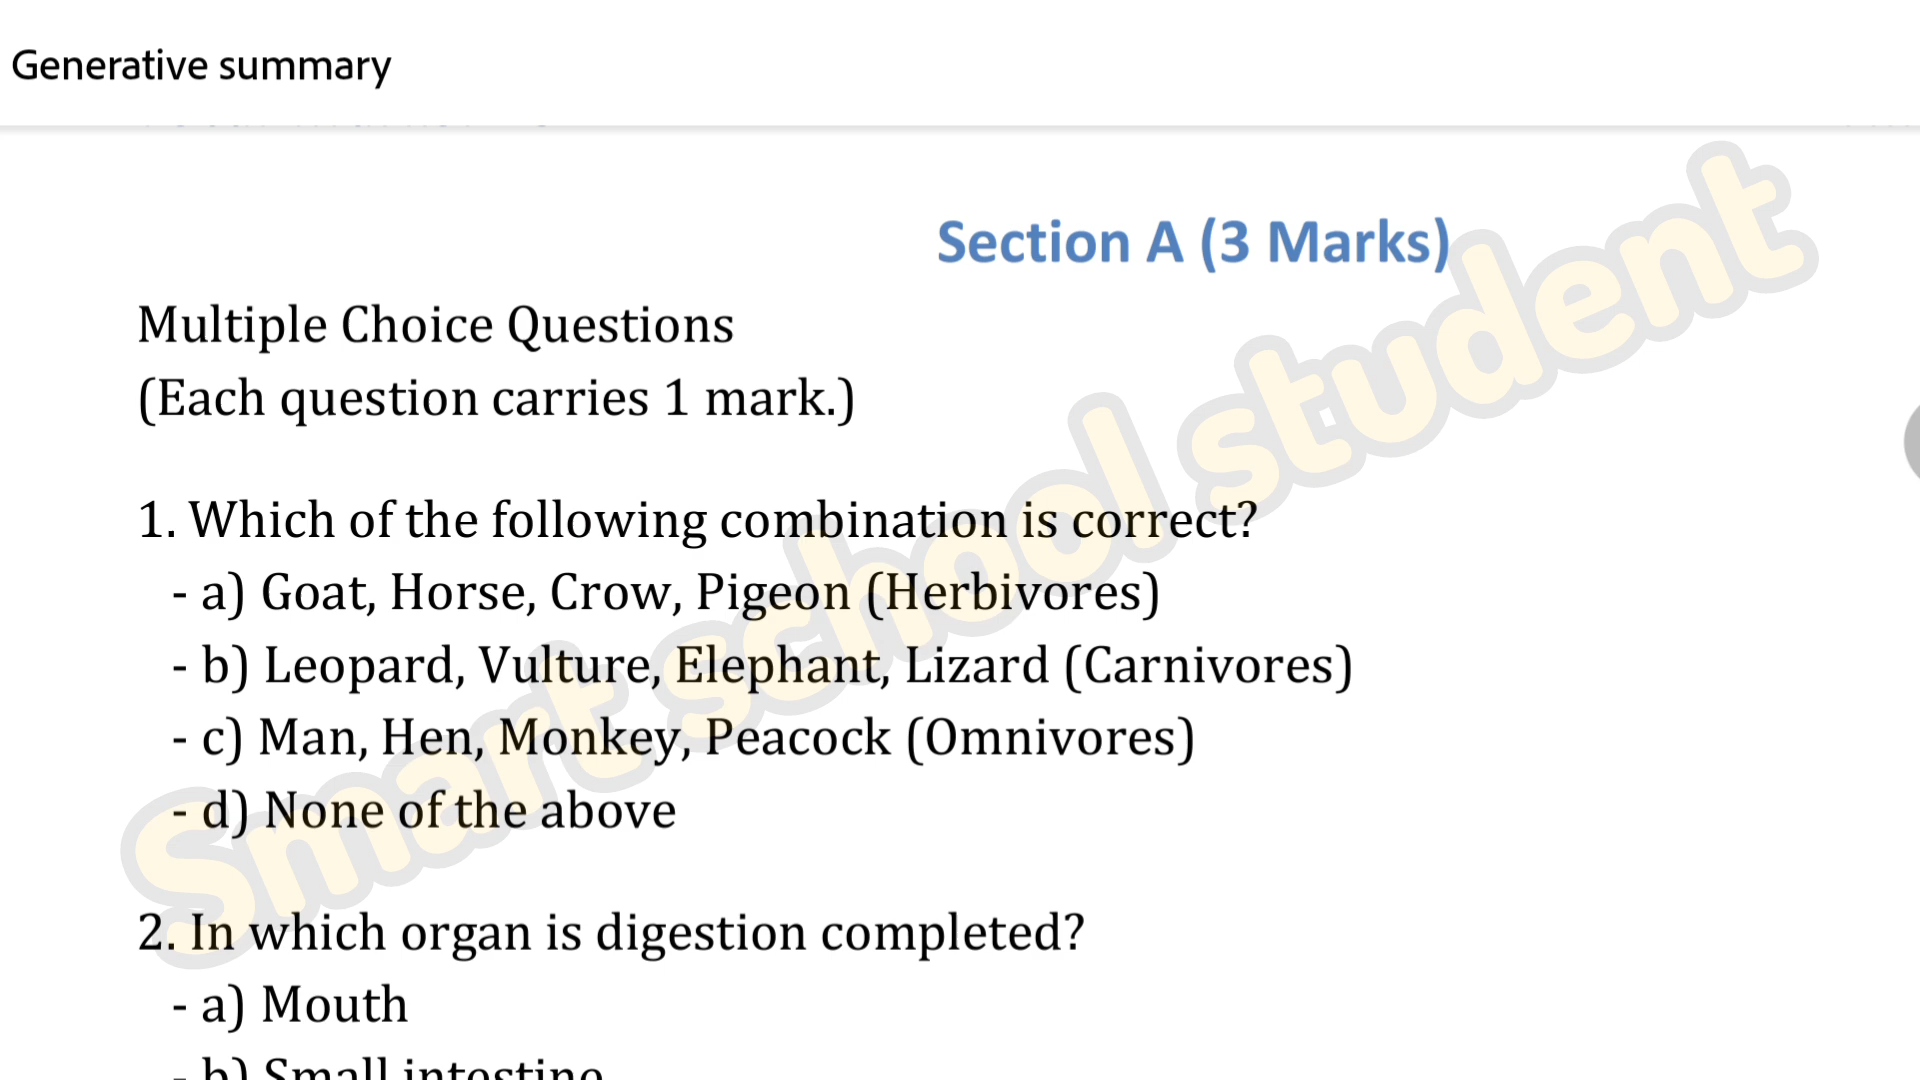 Generative summary
Section A (3 Marks)
Multiple Choice Questions
(Each question carries 1 mark.)
1. Which of the following combination is correct?
- a) Goat, Horse, Crow, Pigeon (Herbivores)
- b) Leopard, Vulture, Elephant, Lizard (Carnivores)
- c) Man, Hen, Monkey, Peacock (Omnivores)
- d) None of the above
2. In which organ is digestion completed?
- a) Mouth
- b) Small intestine
Smart school student